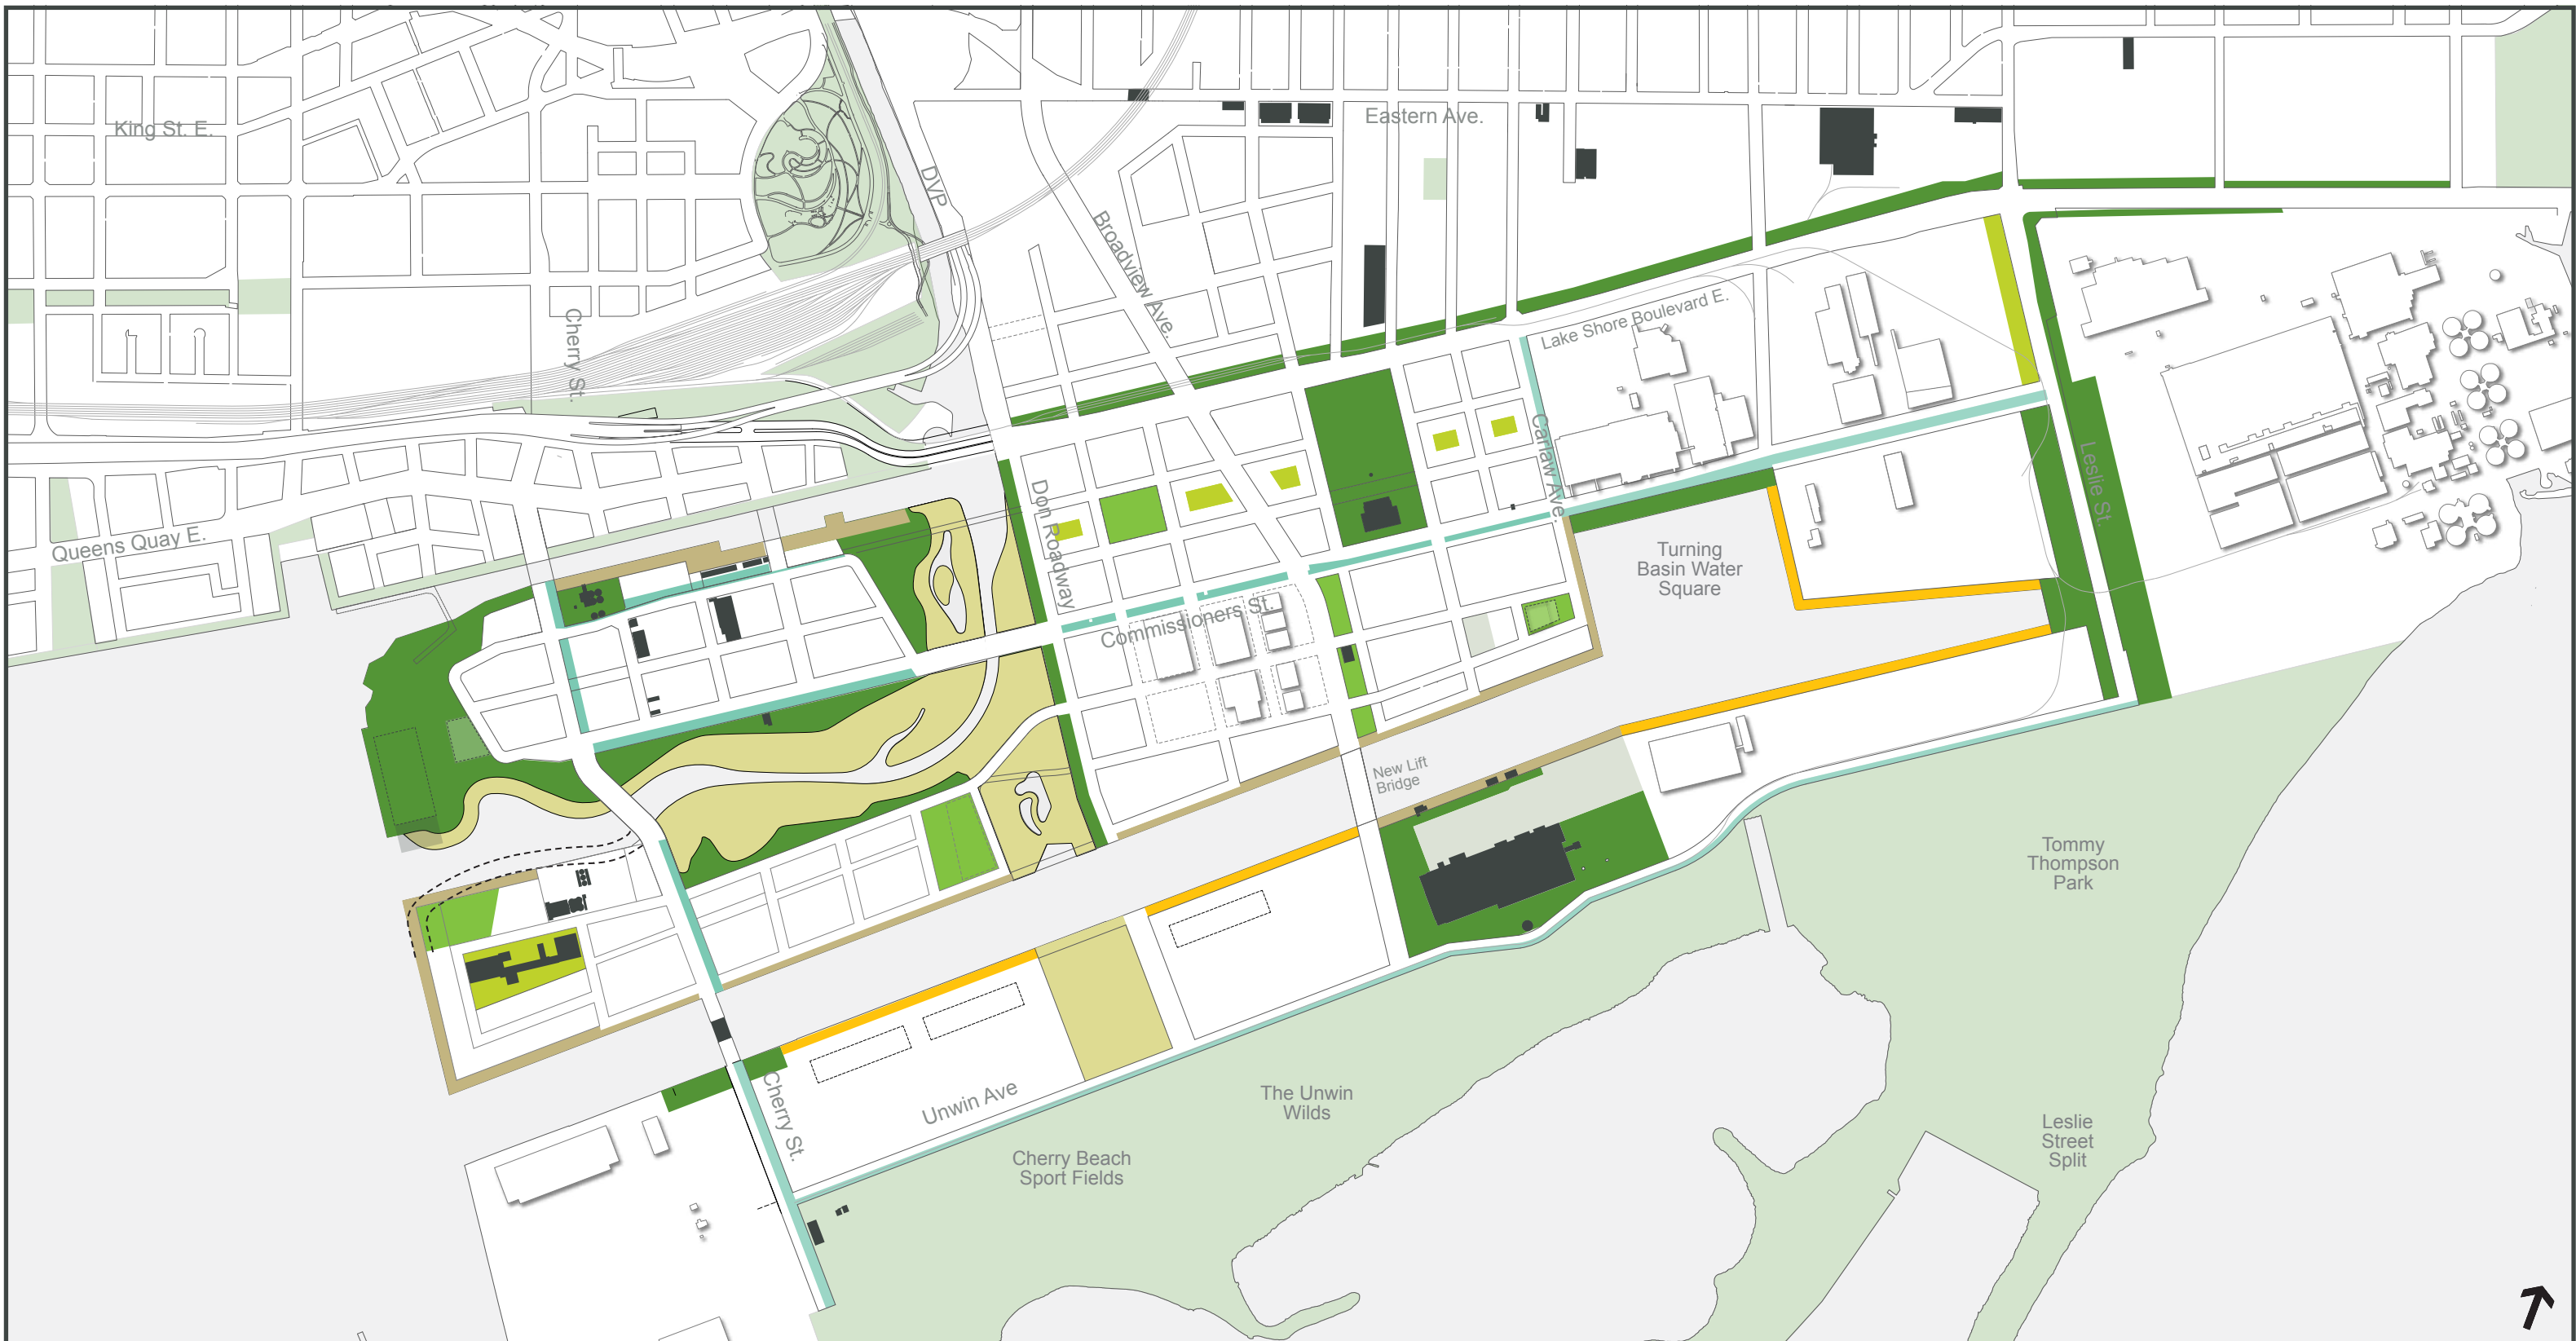 King St. E.
Eastern Ave.
DVP
Broadview Ave.
Cherry St.
Lake Shore Boulevard E.
Carlaw Ave.
Leslie St.
Don Roadway
Queens Quay E.
Turning
Basin Water
Square
Commissioners St.
New Lift
Bridge
Tommy
Thompson
Park
Cherry St.
Unwin Ave
The Unwin
Wilds
Cherry Beach
Sport Fields
Leslie
Street
Split